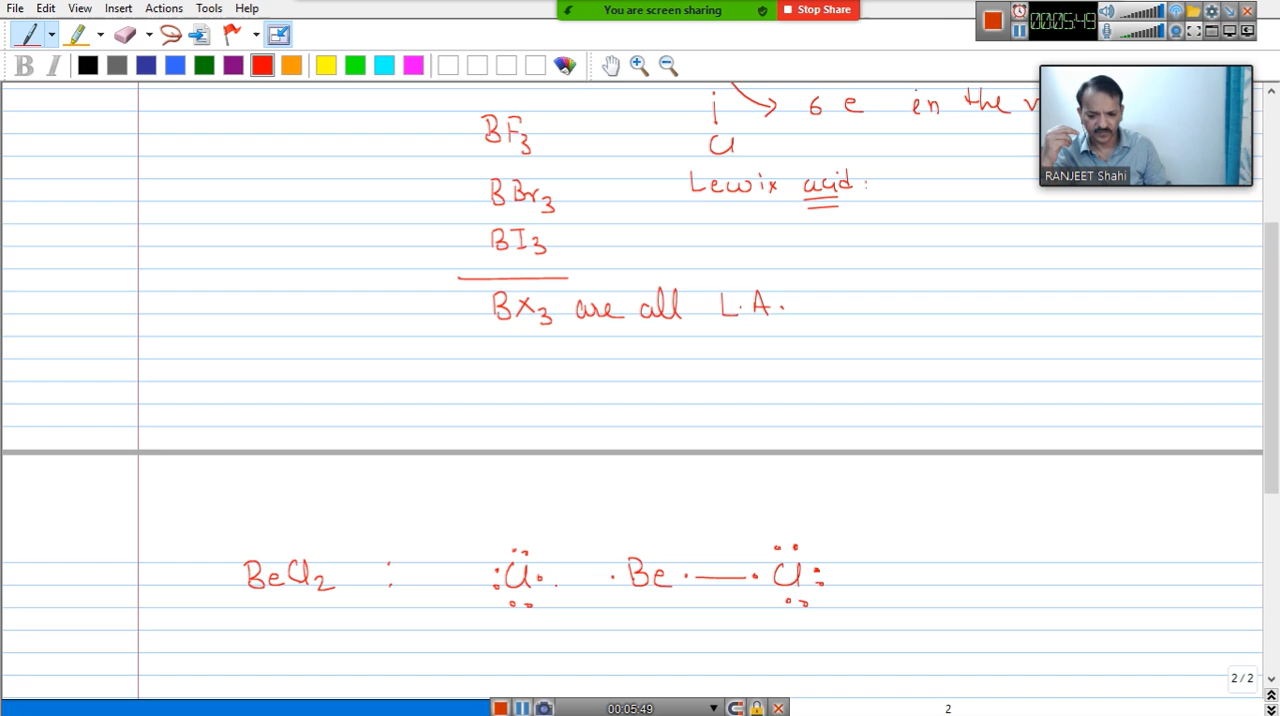 File Edit View Insert Actions Tools Help
You are screen sharing Stop Share
00:05:49
B I
6 e in the
BF3
Cl
RANJEET Shahi
BBr3 Lewix acid:
BI3
BX3 are all L.A.
BeCl2 : Cl Be — Cl
2 / 2
00:05:49
2